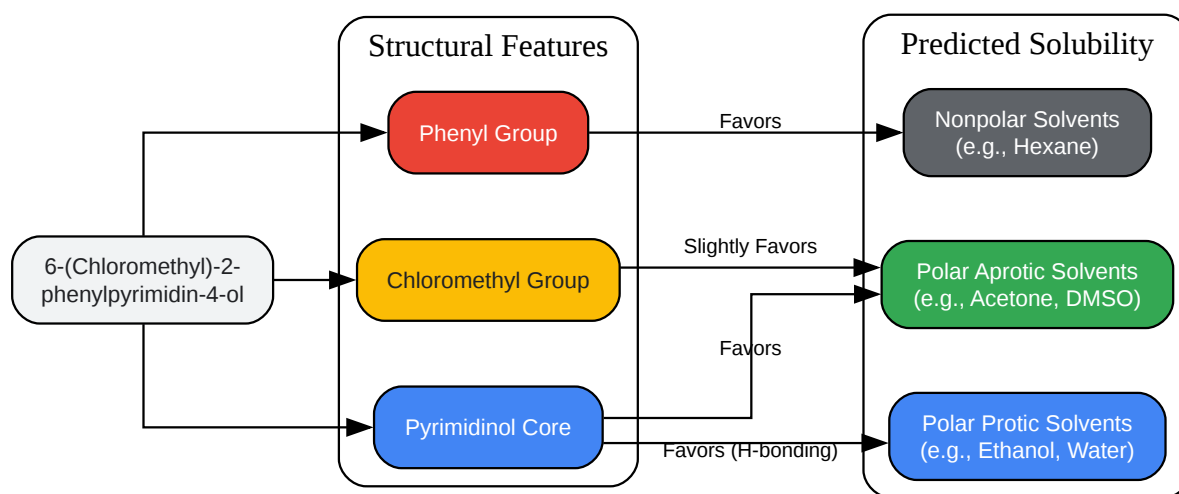 Structural Features
Predicted Solubility
Phenyl Group
Favors
Nonpolar Solvents
(e.g., Hexane)
6-(Chloromethyl)-2-
phenylpyrimidin-4-ol
Chloromethyl Group
Slightly Favors
Polar Aprotic Solvents
(e.g., Acetone, DMSO)
Favors
Pyrimidinol Core
Favors (H-bonding)
Polar Protic Solvents
(e.g., Ethanol, Water)